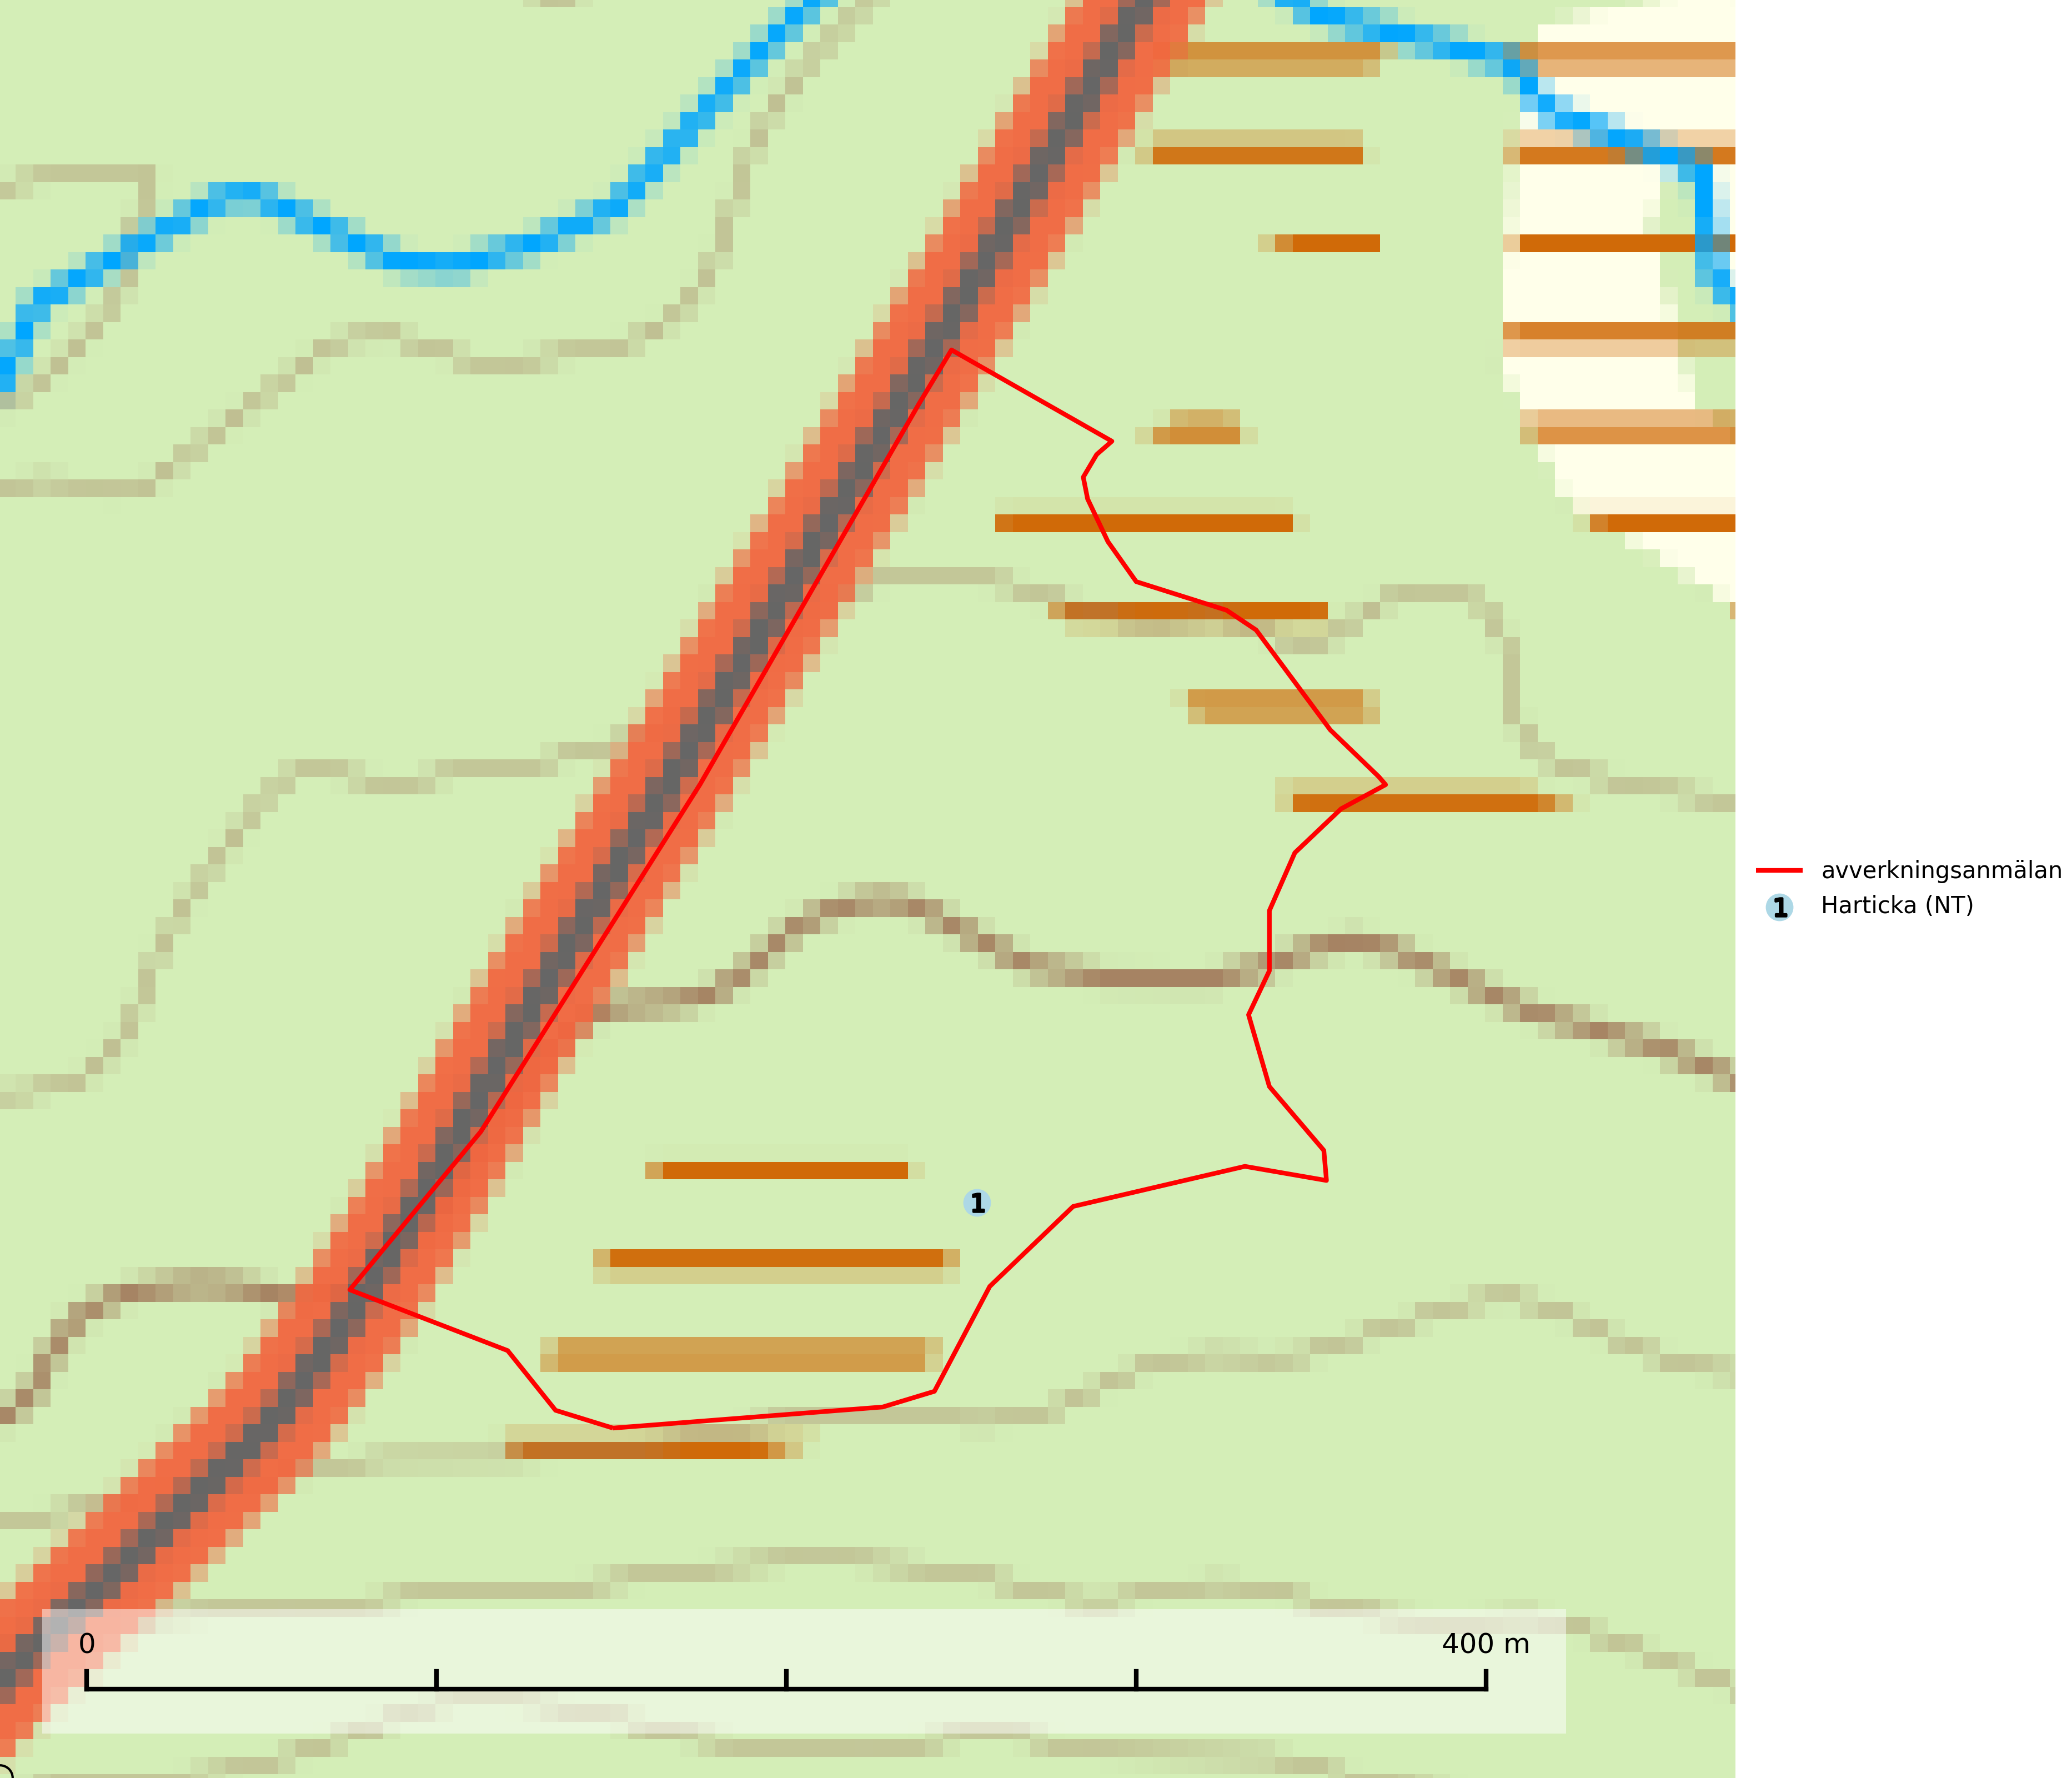 avverkningsanmälan
1 Harticka (NT)
1
0 400 m